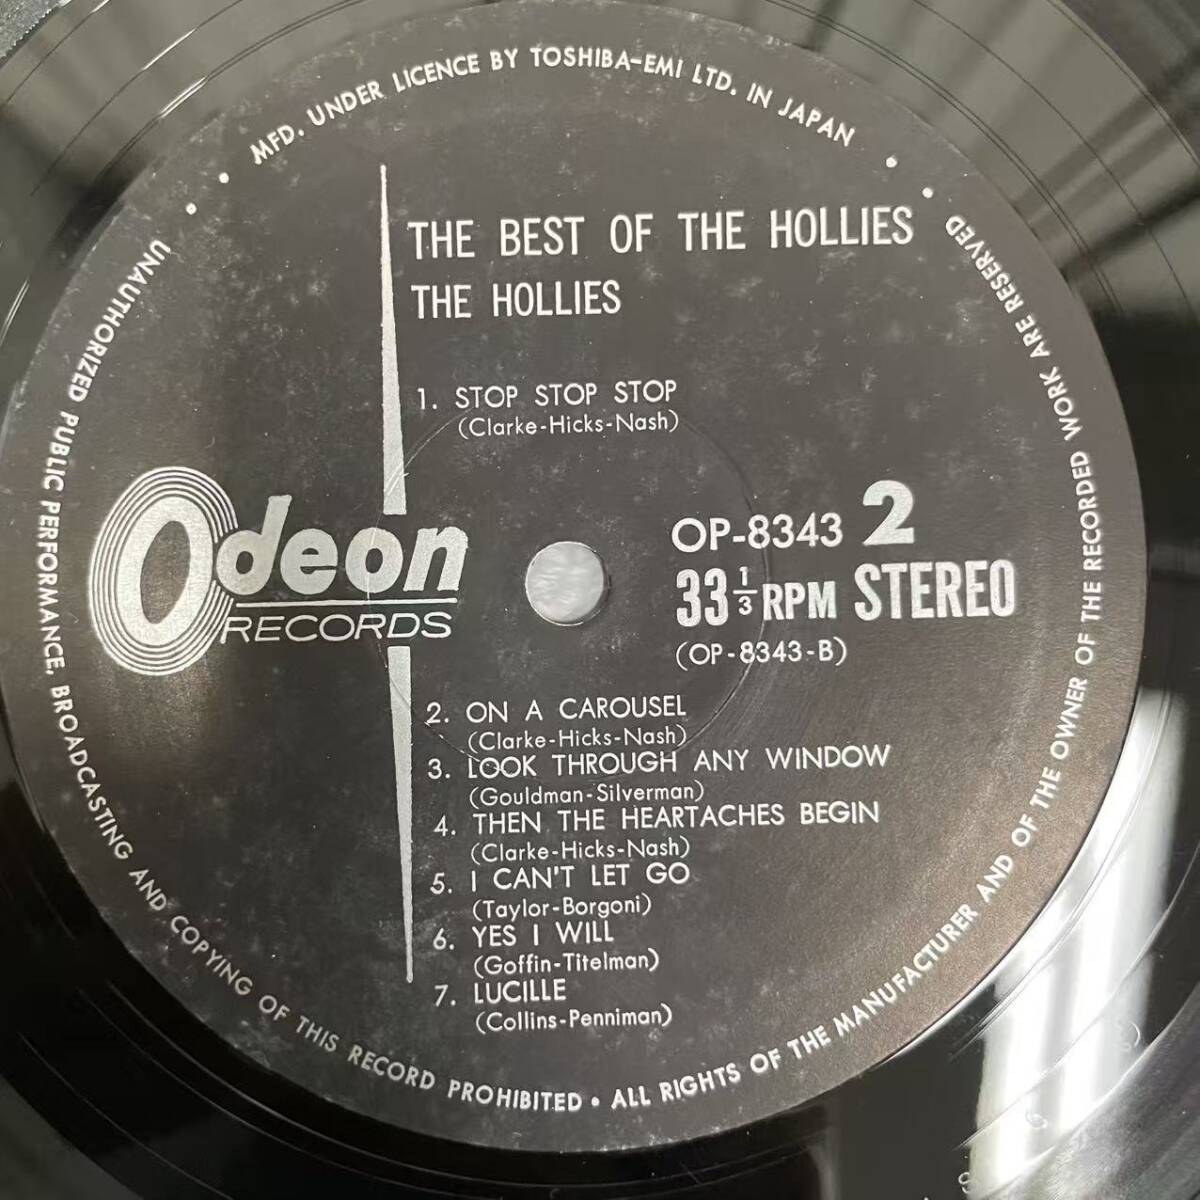 MFD. UNDER LICENCE BY TOSHIBA-EMI LTD. IN JAPAN
THE BEST OF THE HOLLIES
THE HOLLIES
1. STOP STOP STOP
(Clarke-Hicks-Nash)
Odeon
RECORDS
OP-8343 2
33 1/3 RPM STEREO
(OP-8343-B)
2. ON A CAROUSEL
(Clarke-Hicks-Nash)
3. LOOK THROUGH ANY WINDOW
(Gouldman-Silverman)
4. THEN THE HEARTACHES BEGIN
(Clarke-Hicks-Nash)
5. I CAN'T LET GO
(Taylor-Borgoni)
6. YES I WILL
(Goffin-Titelman)
7. LUCILLE
(Collins-Penniman)
UNAUTHORIZED PUBLIC PERFORMANCE, BROADCASTING AND COPYING OF THIS RECORD PROHIBITED • ALL RIGHTS OF THE MANUFACTURER AND OF THE OWNER OF THE RECORDED WORK ARE RESERVED